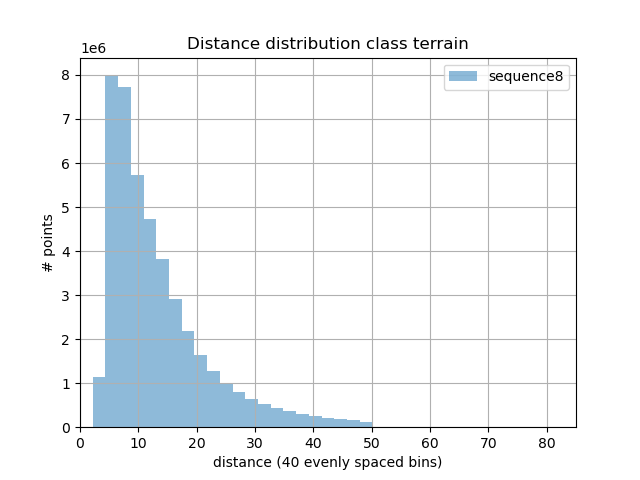 Distance distribution class terrain
1e6
sequence8
8
7
6
5
4
3
2
1
0
# points
0 10 20 30 40 50 60 70 80
distance (40 evenly spaced bins)